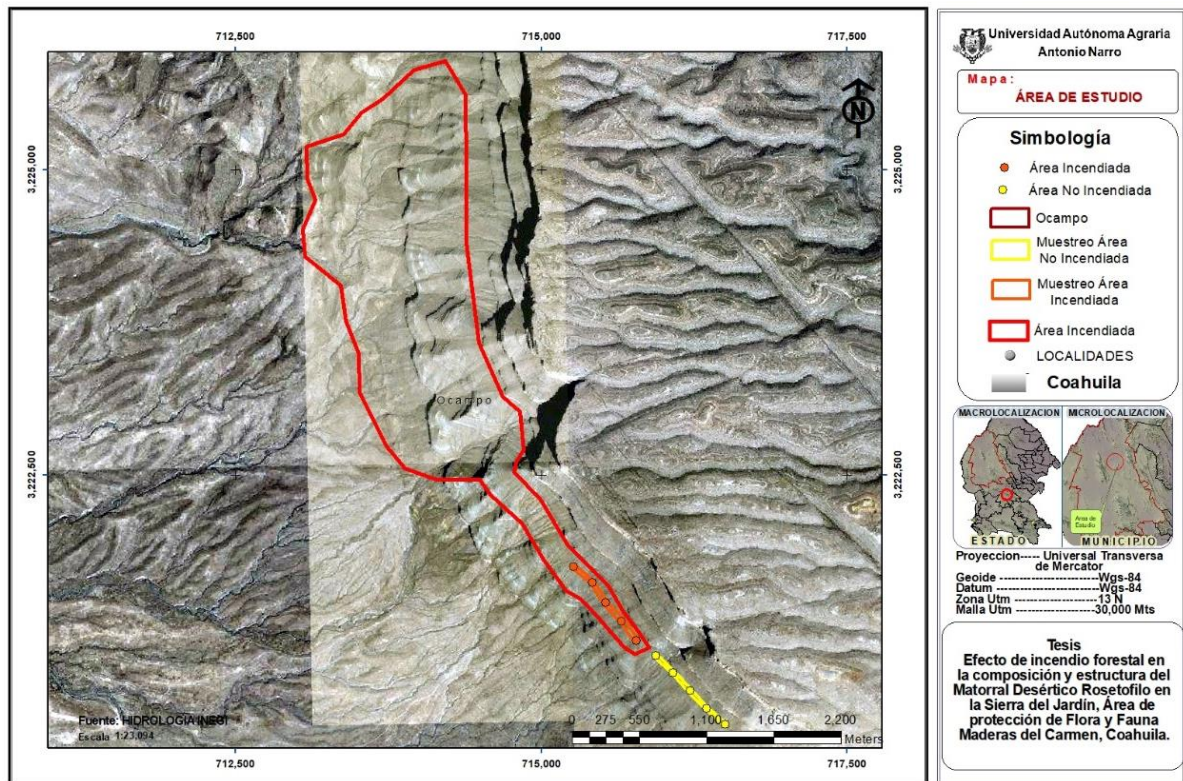 712,500
715,000
717,500
3,225,000
3,225,000
Ocampo
3,222,500
3,222,500
Fuente: HIDROLOGIA INEGI
Escala 1:23,094
0 275 550 1,100 1,650 2,200
Meters
712,500
715,000
717,500
Universidad Autónoma Agraria
Antonio Narro
Mapa:
ÁREA DE ESTUDIO
Simbología
Área Incendiada
Área No Incendiada
Ocampo
Muestreo Área
No Incendiada
Muestreo Área
Incendiada
Área Incendiada
LOCALIDADES
Coahuila
MACROLOCALIZACION
MICROLOCALIZACION
Area de
Estudio
ESTADO
MUNICIPIO
Proyeccion----- Universal Transversa
de Mercator
Geoide --------------------------Wgs-84
Datum --------------------------Wgs-84
Zona Utm ---------------------13 N
Malla Utm --------------------30,000 Mts
Tesis
Efecto de incendio forestal en
la composición y estructura del
Matorral Desértico Rosetofilo en
la Sierra del Jardín, Área de
protección de Flora y Fauna
Maderas del Carmen, Coahuila.
N